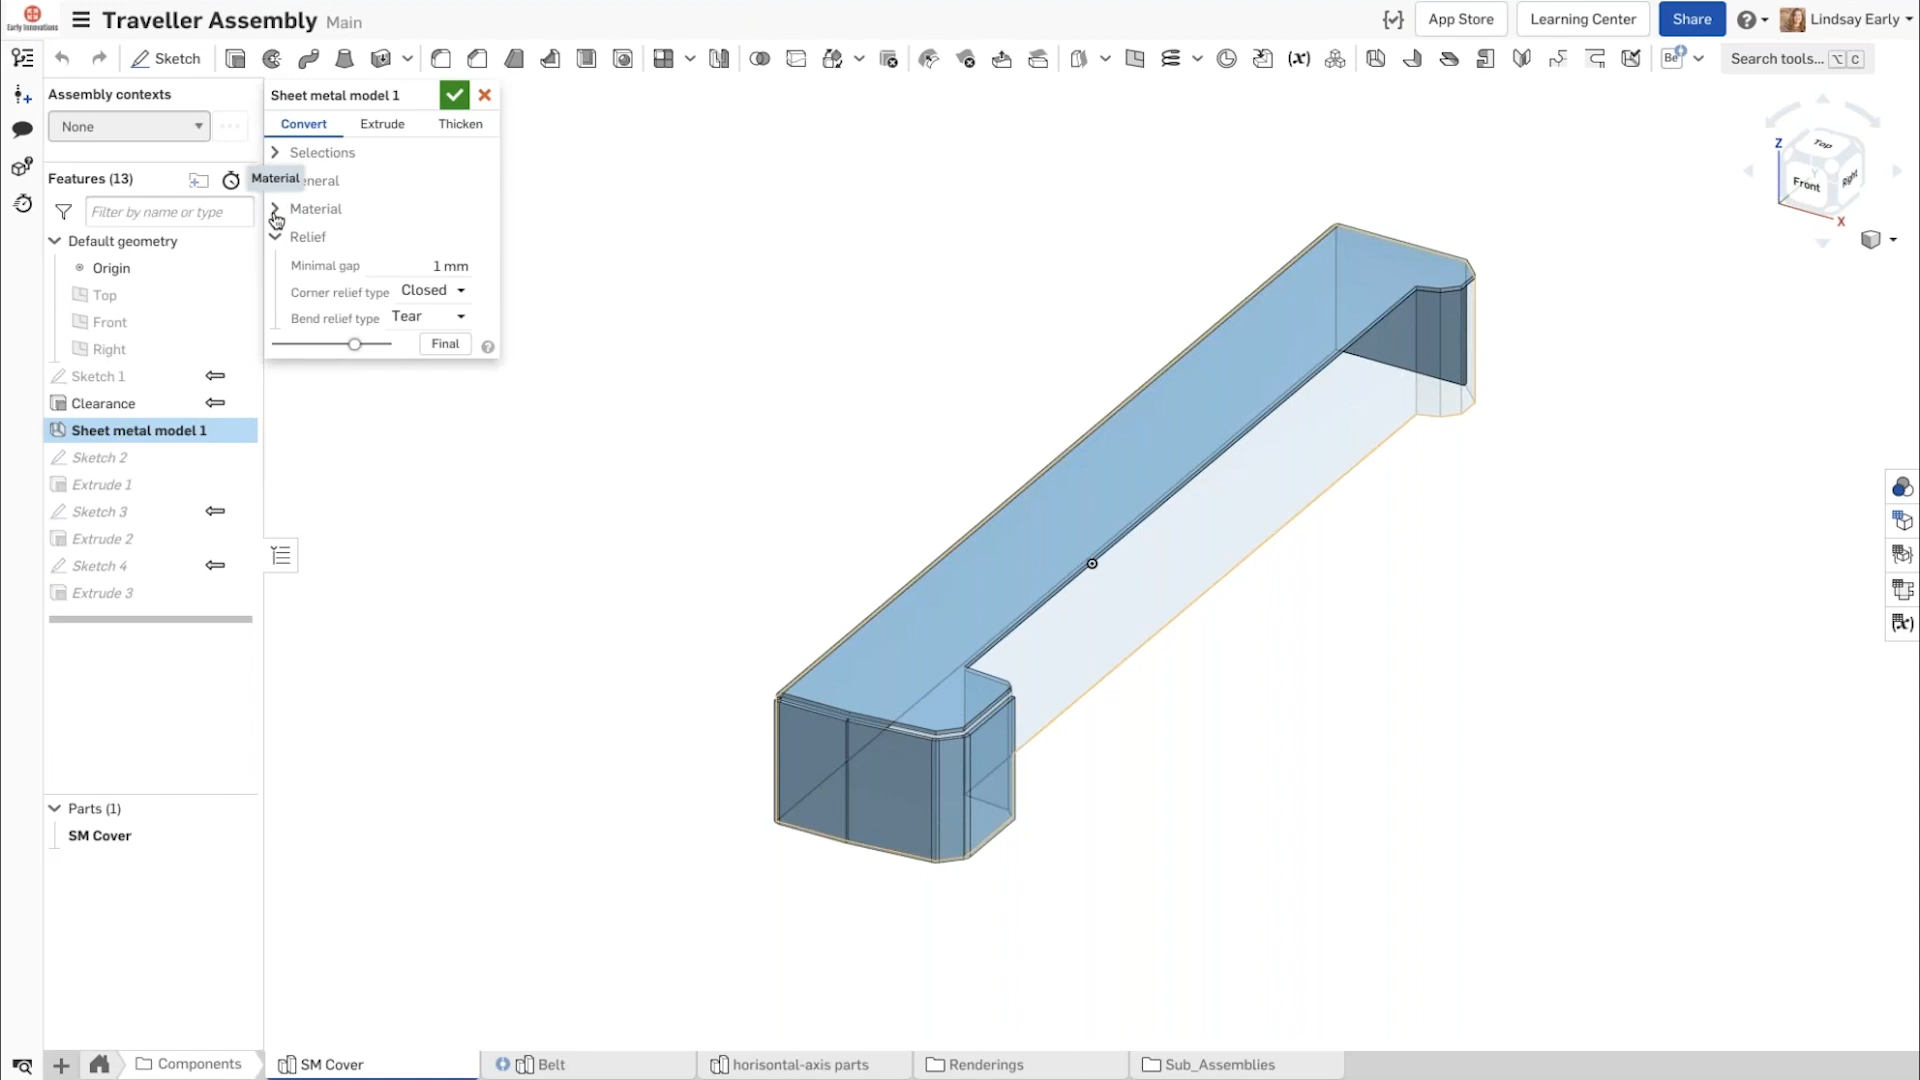 Early Innovations
Traveller Assembly Main
App Store
Learning Center
Share
Lindsay Early
Sketch
Be
Search tools... ⌥ C
Assembly contexts
None
Features (13)
Filter by name or type
Default geometry
Origin
Top
Front
Right
Sketch 1
Clearance
Sheet metal model 1
Sketch 2
Extrude 1
Sketch 3
Extrude 2
Sketch 4
Extrude 3
Parts (1)
SM Cover
Sheet metal model 1
Convert Extrude Thicken
Selections
Material
eneral
Material
Relief
Minimal gap 1 mm
Corner relief type Closed
Bend relief type Tear
Final
Z
Top
Front
Right
X
Components
SM Cover
Belt
horisontal-axis parts
Renderings
Sub_Assemblies